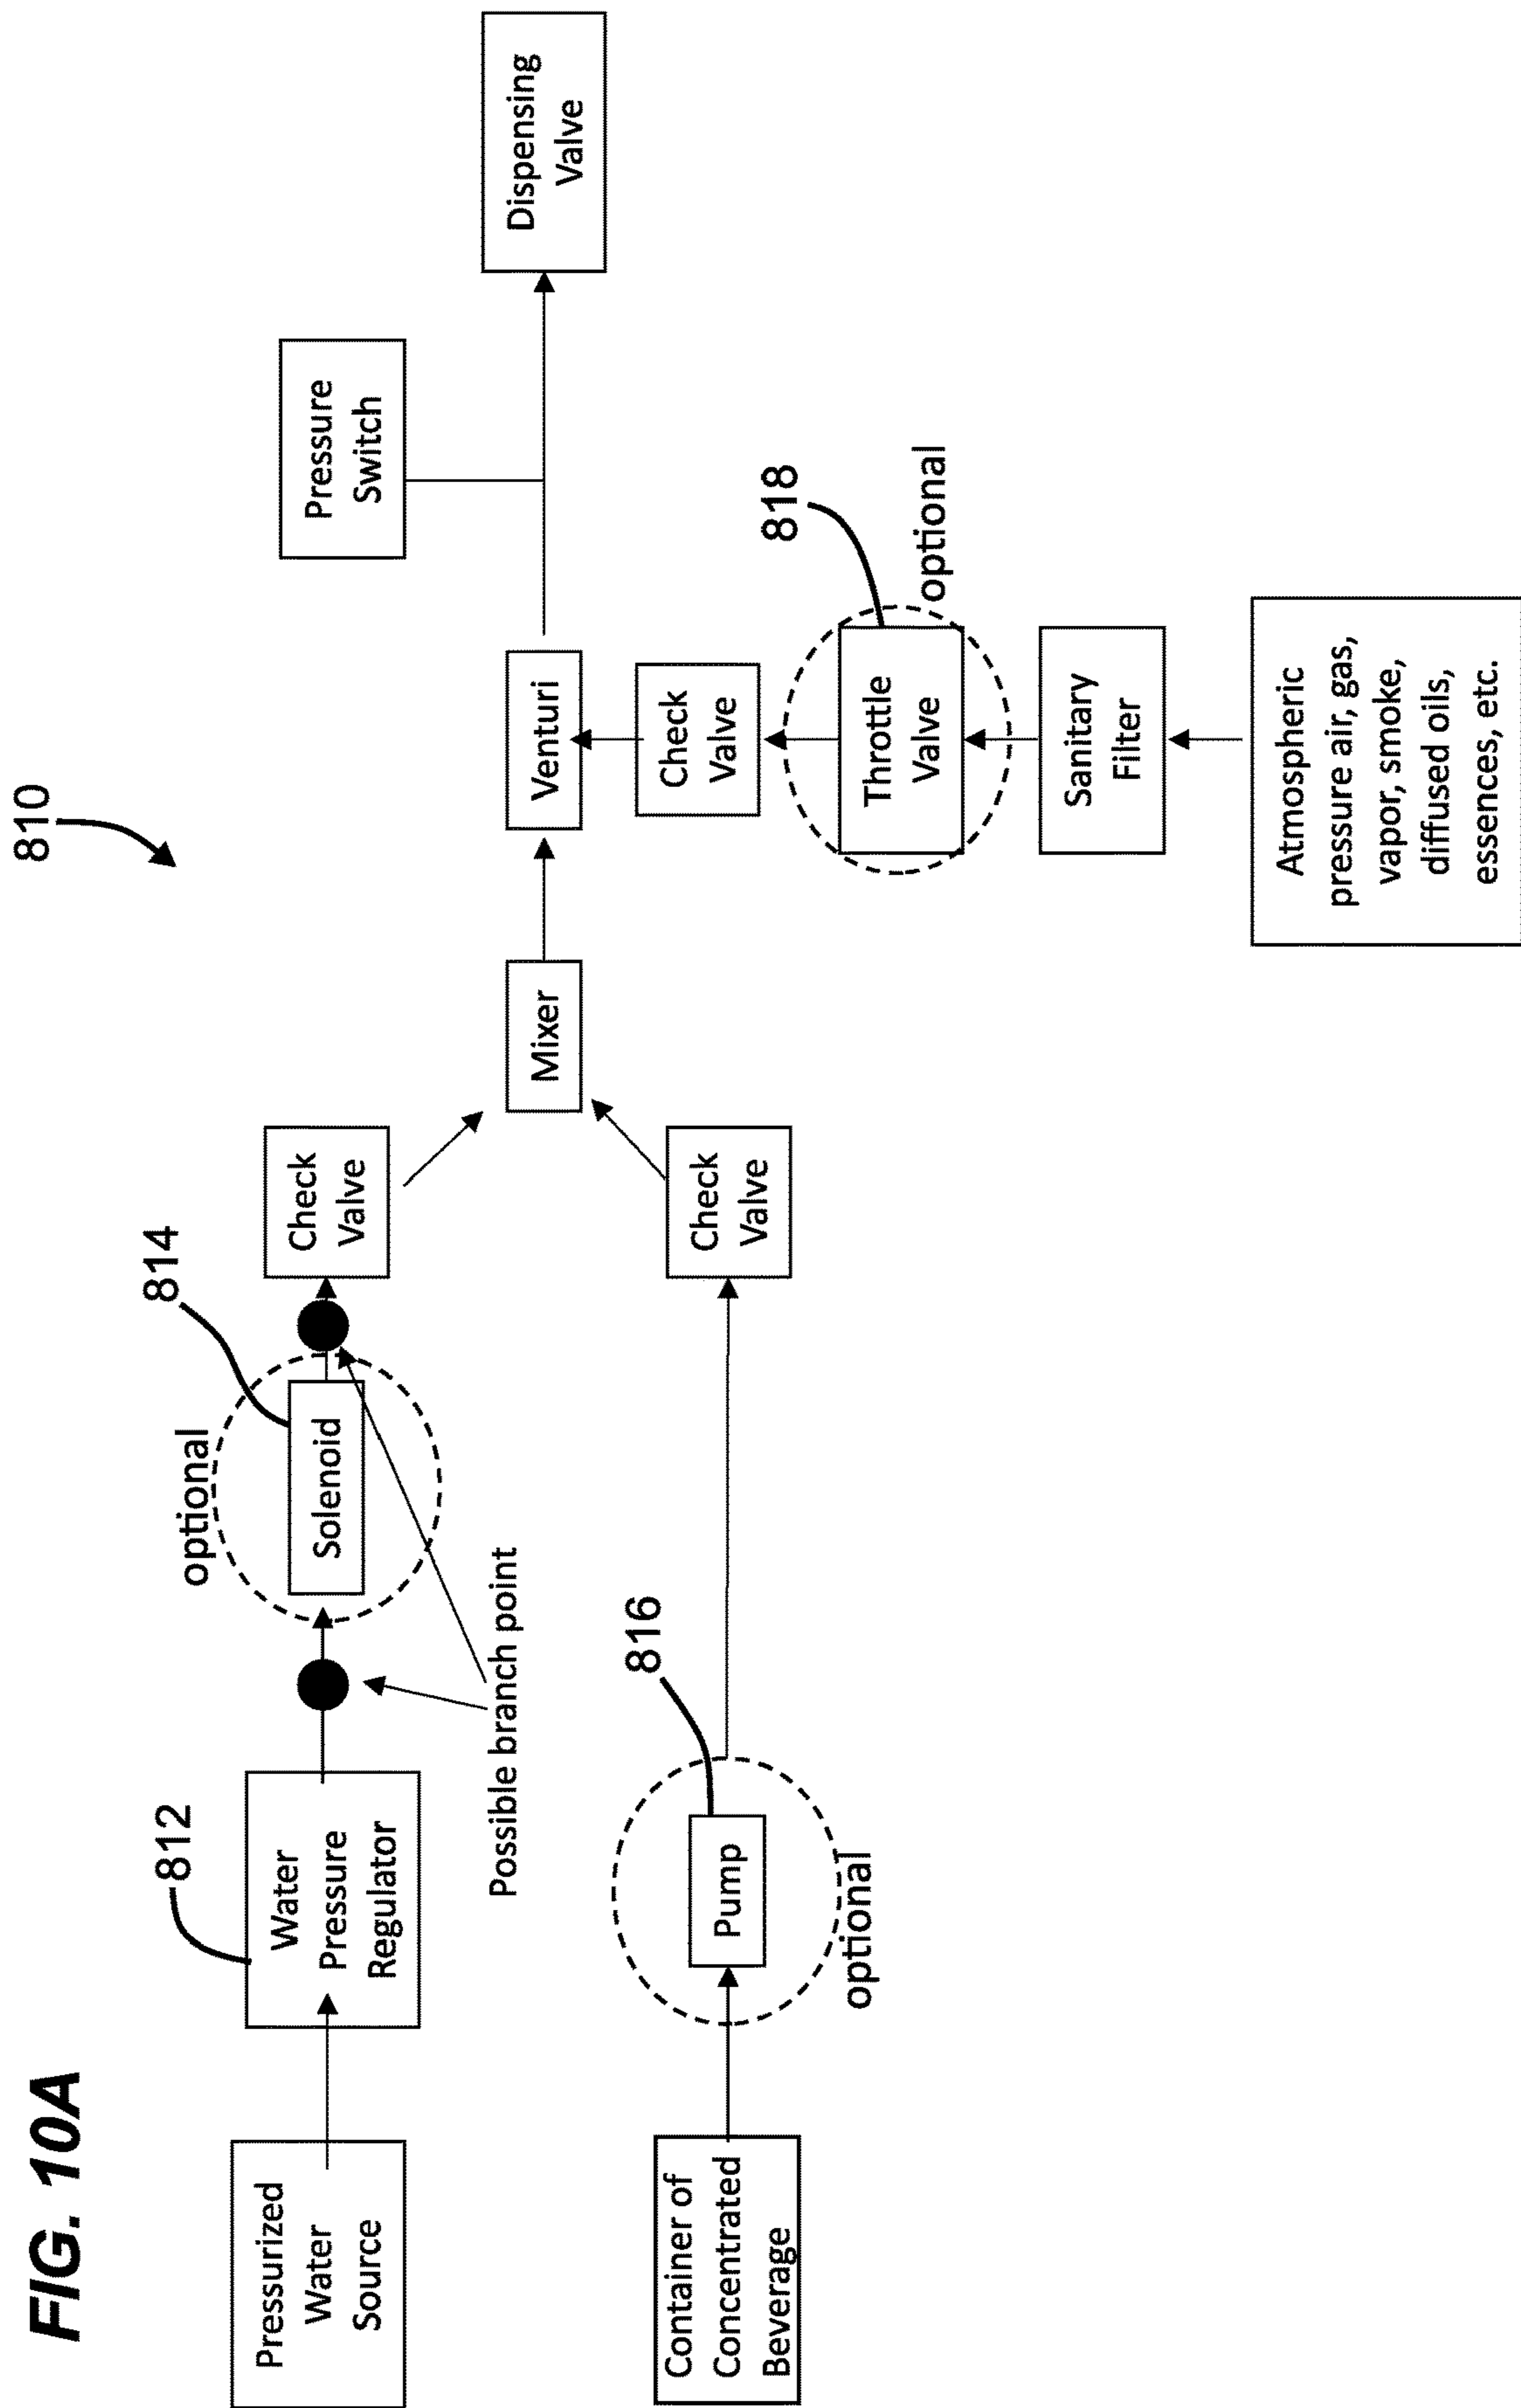 FIG. 10A
810
Pressurized
Water
Source
812
Water
Pressure
Regulator
optional
814
Solenoid
Check
Valve
Possible branch point
Container of
Concentrated
Beverage
816
Pump
optional
Check
Valve
Mixer
Venturi
Pressure
Switch
Dispensing
Valve
Check
Valve
818
Throttle
Valve
optional
Sanitary
Filter
Atmospheric
pressure air, gas,
vapor, smoke,
diffused oils,
essences, etc.